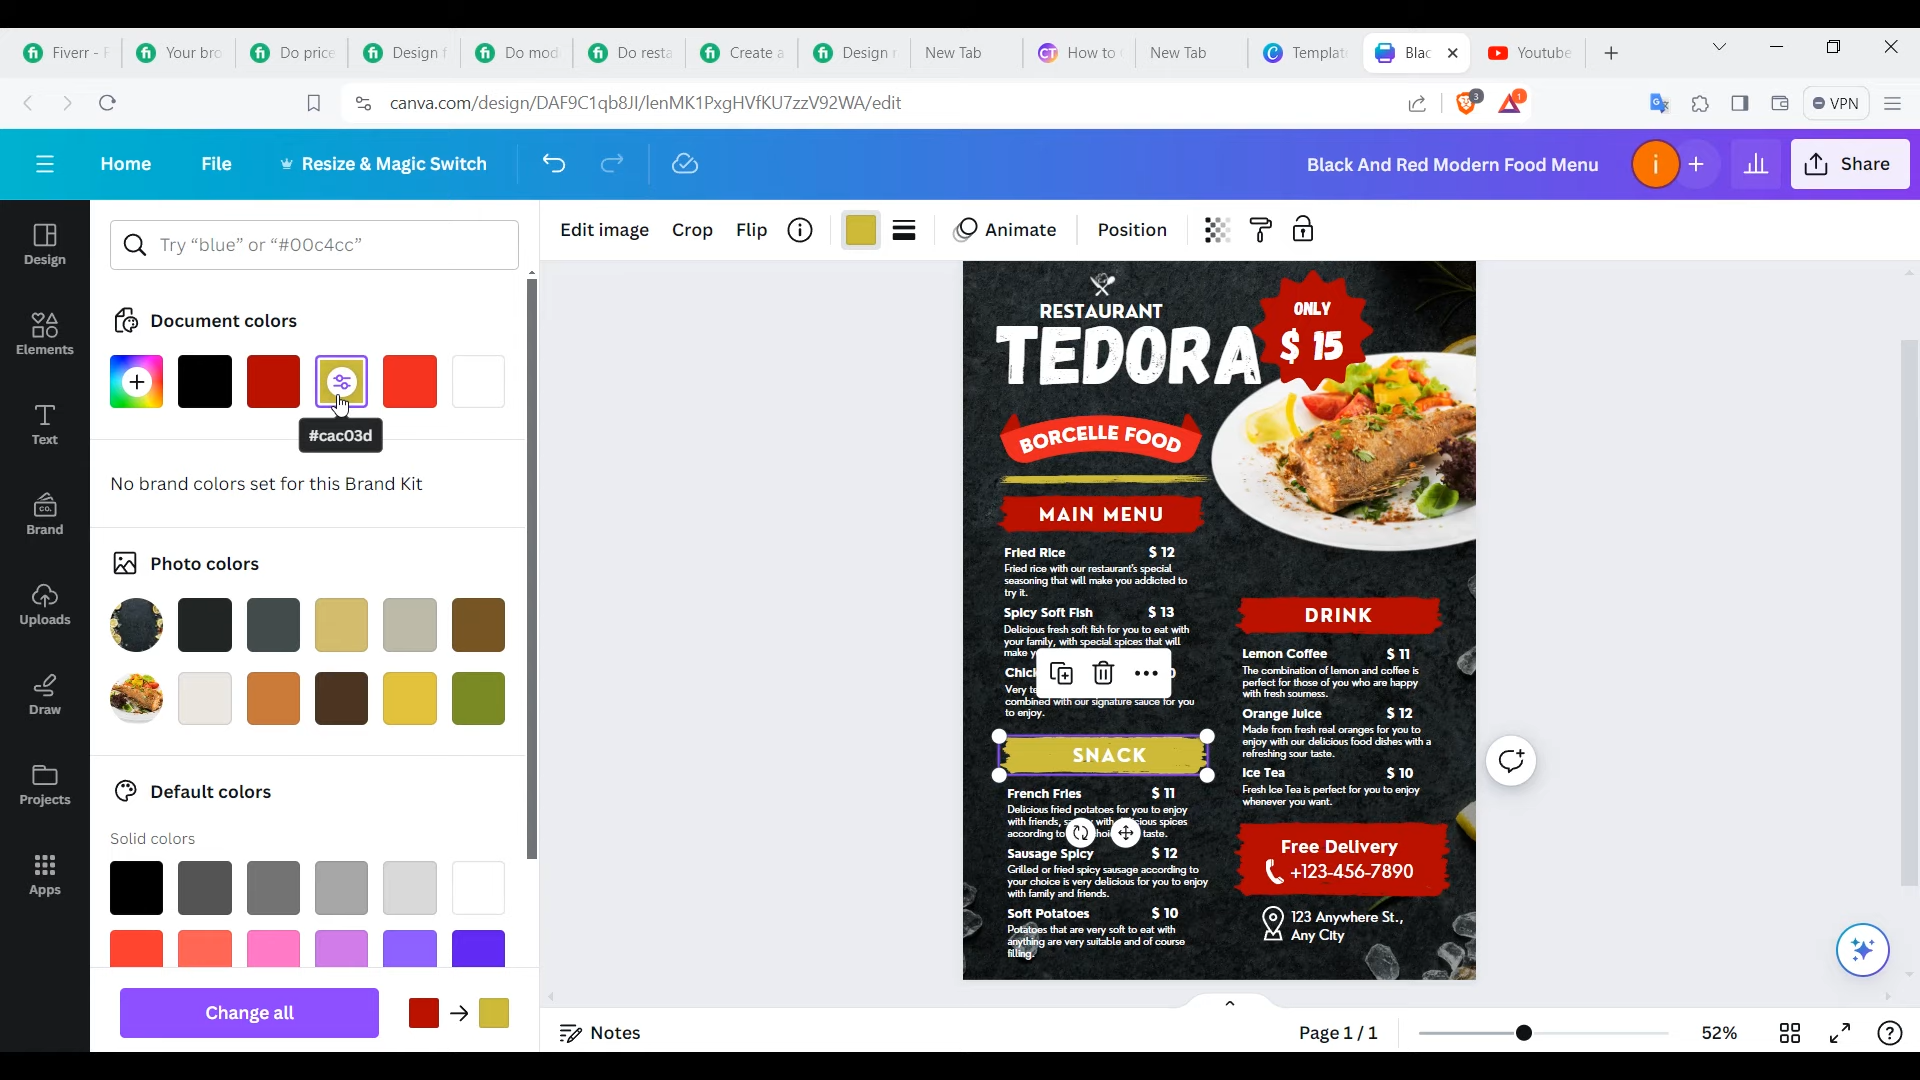 Fiverr - F
Your bro
Do price
Design f
Do mod
Do resta
Create a
Design r
New Tab
How to
New Tab
Templat
Blac
Youtube
canva.com/design/DAF9C1qb8JI/lenMK1PxgHVfKU7zzV92WA/edit
3
1
VPN
Home
File
Resize & Magic Switch
Black And Red Modern Food Menu
i
Share
Design
Elements
Text
Brand
Uploads
Draw
Projects
Apps
Try “blue” or “#00c4cc”
Document colors
#cac03d
No brand colors set for this Brand Kit
Photo colors
Default colors
Solid colors
Change all
Edit image
Crop
Flip
Animate
Position
RESTAURANT
TEDORA
ONLY
$ 15
BORCELLE FOOD
MAIN MENU
Fried Rice $ 12
Fried rice with our restaurant's special
seasoning that will make you addicted to
try it.
Spicy Soft Fish $ 13
Delicious fresh soft fish for you to eat with
your family, with special spices that will
make
Very
combined with our signature sauce for you
to enjoy.
SNACK
French Fries $ 11
Delicious fried potatoes for you to enjoy
with friends, with spices
according to taste.
Sausage Spicy $ 12
Grilled or fried spicy sausage according to
your choice is very delicious for you to enjoy
with family and friends.
Soft Potatoes $ 10
Potatoes that are very soft to eat with
anything are very suitable and of course
filling.
DRINK
Lemon Coffee $ 11
The combination of lemon and coffee is
perfect for those of you who are happy
with fresh sourness.
Orange Juice $ 12
Made from fresh real oranges for you to
enjoy with our delicious food dishes with a
refreshing sour taste.
Ice Tea $ 10
Fresh Ice Tea is perfect for you to enjoy
whenever you want.
Free Delivery
+123-456-7890
123 Anywhere St.,
Any City
Notes
Page 1 / 1
52%